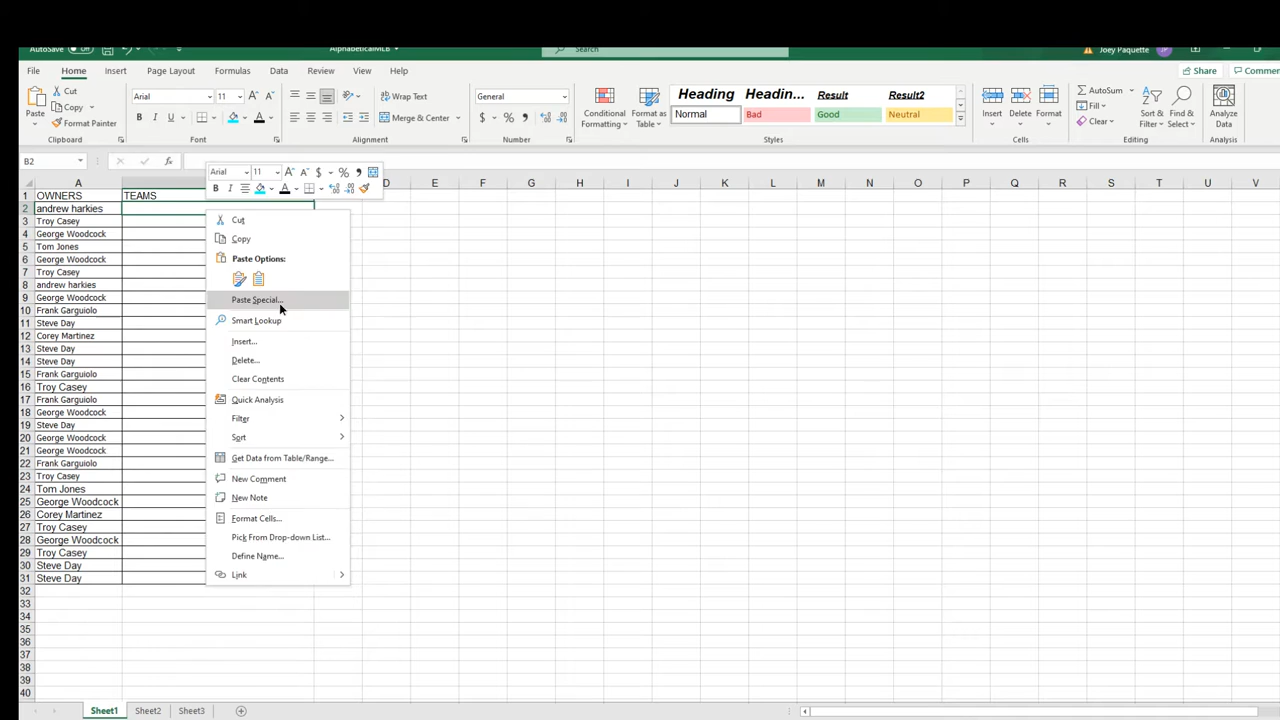 AutoSave Off
AlphabeticalMLB
Search
Joey Paquette
JP
File Home Insert Page Layout Formulas Data Review View Help
Share
Commen
Paste
Cut
Copy
Format Painter
Clipboard
Arial 11
B I U
Font
Wrap Text
Merge & Center
Alignment
General
$ % 
Number
Conditional Formatting
Format as Table
Heading Headin... Result Result2
Normal Bad Good Neutral
Styles
Insert Delete Format
Cells
AutoSum
Fill
Clear
Sort & Filter
Find & Select
Editing
Analyze Data
Analysis
B2
fx
Arial 11 A A $ % 9
B I
A D E F G H I J K L M N O P Q R S T U V
1 OWNERS TEAMS
2 andrew harkies
3 Troy Casey
4 George Woodcock
5 Tom Jones
6 George Woodcock
7 Troy Casey
8 andrew harkies
9 George Woodcock
10 Frank Garguiolo
11 Steve Day
12 Corey Martinez
13 Steve Day
14 Steve Day
15 Frank Garguiolo
16 Troy Casey
17 Frank Garguiolo
18 George Woodcock
19 Steve Day
20 George Woodcock
21 George Woodcock
22 Frank Garguiolo
23 Troy Casey
24 Tom Jones
25 George Woodcock
26 Corey Martinez
27 Troy Casey
28 George Woodcock
29 Troy Casey
30 Steve Day
31 Steve Day
32
33
34
35
36
37
38
39
40
Cut
Copy
Paste Options:
Paste Special...
Smart Lookup
Insert...
Delete...
Clear Contents
Quick Analysis
Filter
Sort
Get Data from Table/Range...
New Comment
New Note
Format Cells...
Pick From Drop-down List...
Define Name...
Link
Sheet1 Sheet2 Sheet3